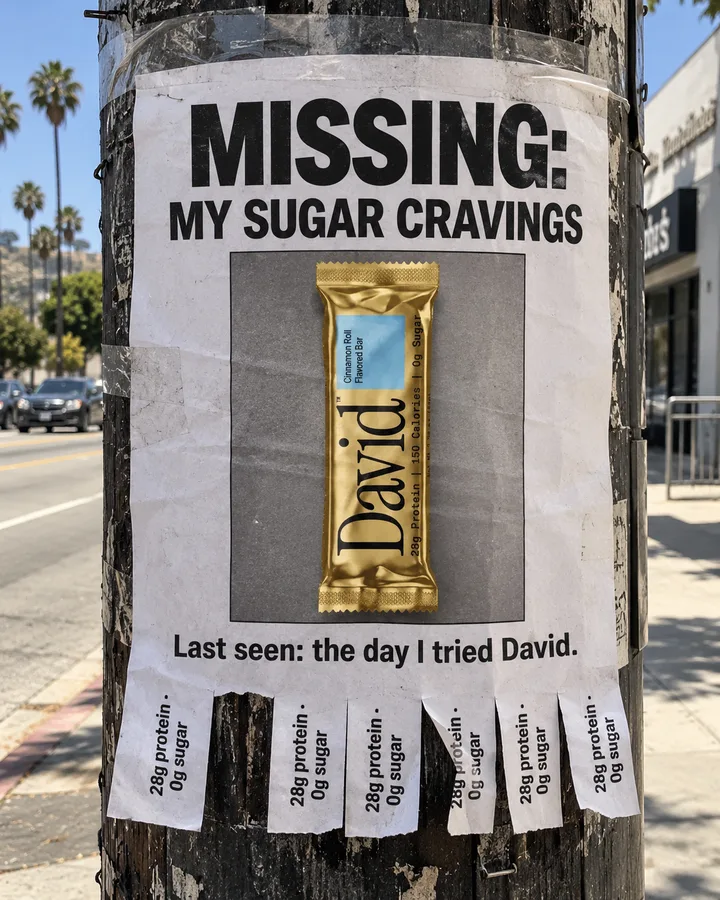 MISSING:
MY SUGAR CRAVINGS
Cinnamon Roll
Flavored Bar
David™
28g Protein | 150 Calories | 0g Sugar
Last seen: the day I tried David.
28g protein •
0g sugar
28g protein •
0g sugar
28g protein •
0g sugar
28g protein •
0g sugar
28g protein •
0g sugar
28g protein •
0g sugar